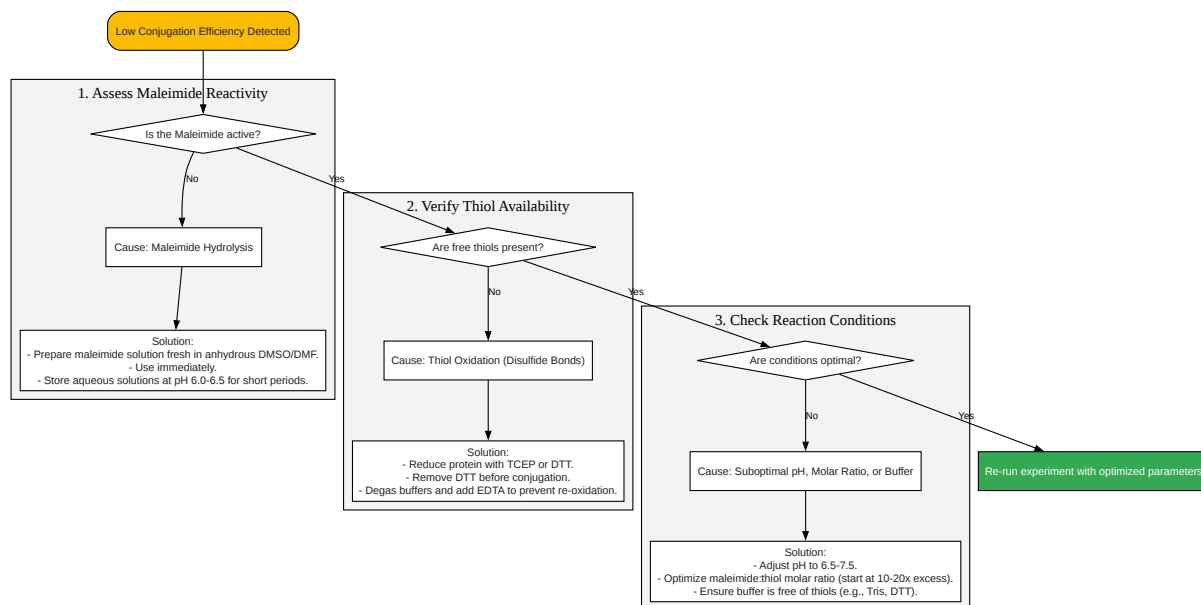 Low Conjugation Efficiency Detected
1. Assess Maleimide Reactivity
Is the Maleimide active?
No
Yes
Cause: Maleimide Hydrolysis
Solution:
- Prepare maleimide solution fresh in anhydrous DMSO/DMF.
- Use immediately.
- Store aqueous solutions at pH 6.0-6.5 for short periods.
2. Verify Thiol Availability
Are free thiols present?
No
Yes
Cause: Thiol Oxidation (Disulfide Bonds)
Solution:
- Reduce protein with TCEP or DTT.
- Remove DTT before conjugation.
- Degas buffers and add EDTA to prevent re-oxidation.
3. Check Reaction Conditions
Are conditions optimal?
No
Yes
Cause: Suboptimal pH, Molar Ratio, or Buffer
Re-run experiment with optimized parameters
Solution:
- Adjust pH to 6.5-7.5.
- Optimize maleimide:thiol molar ratio (start at 10-20x excess).
- Ensure buffer is free of thiols (e.g., Tris, DTT).